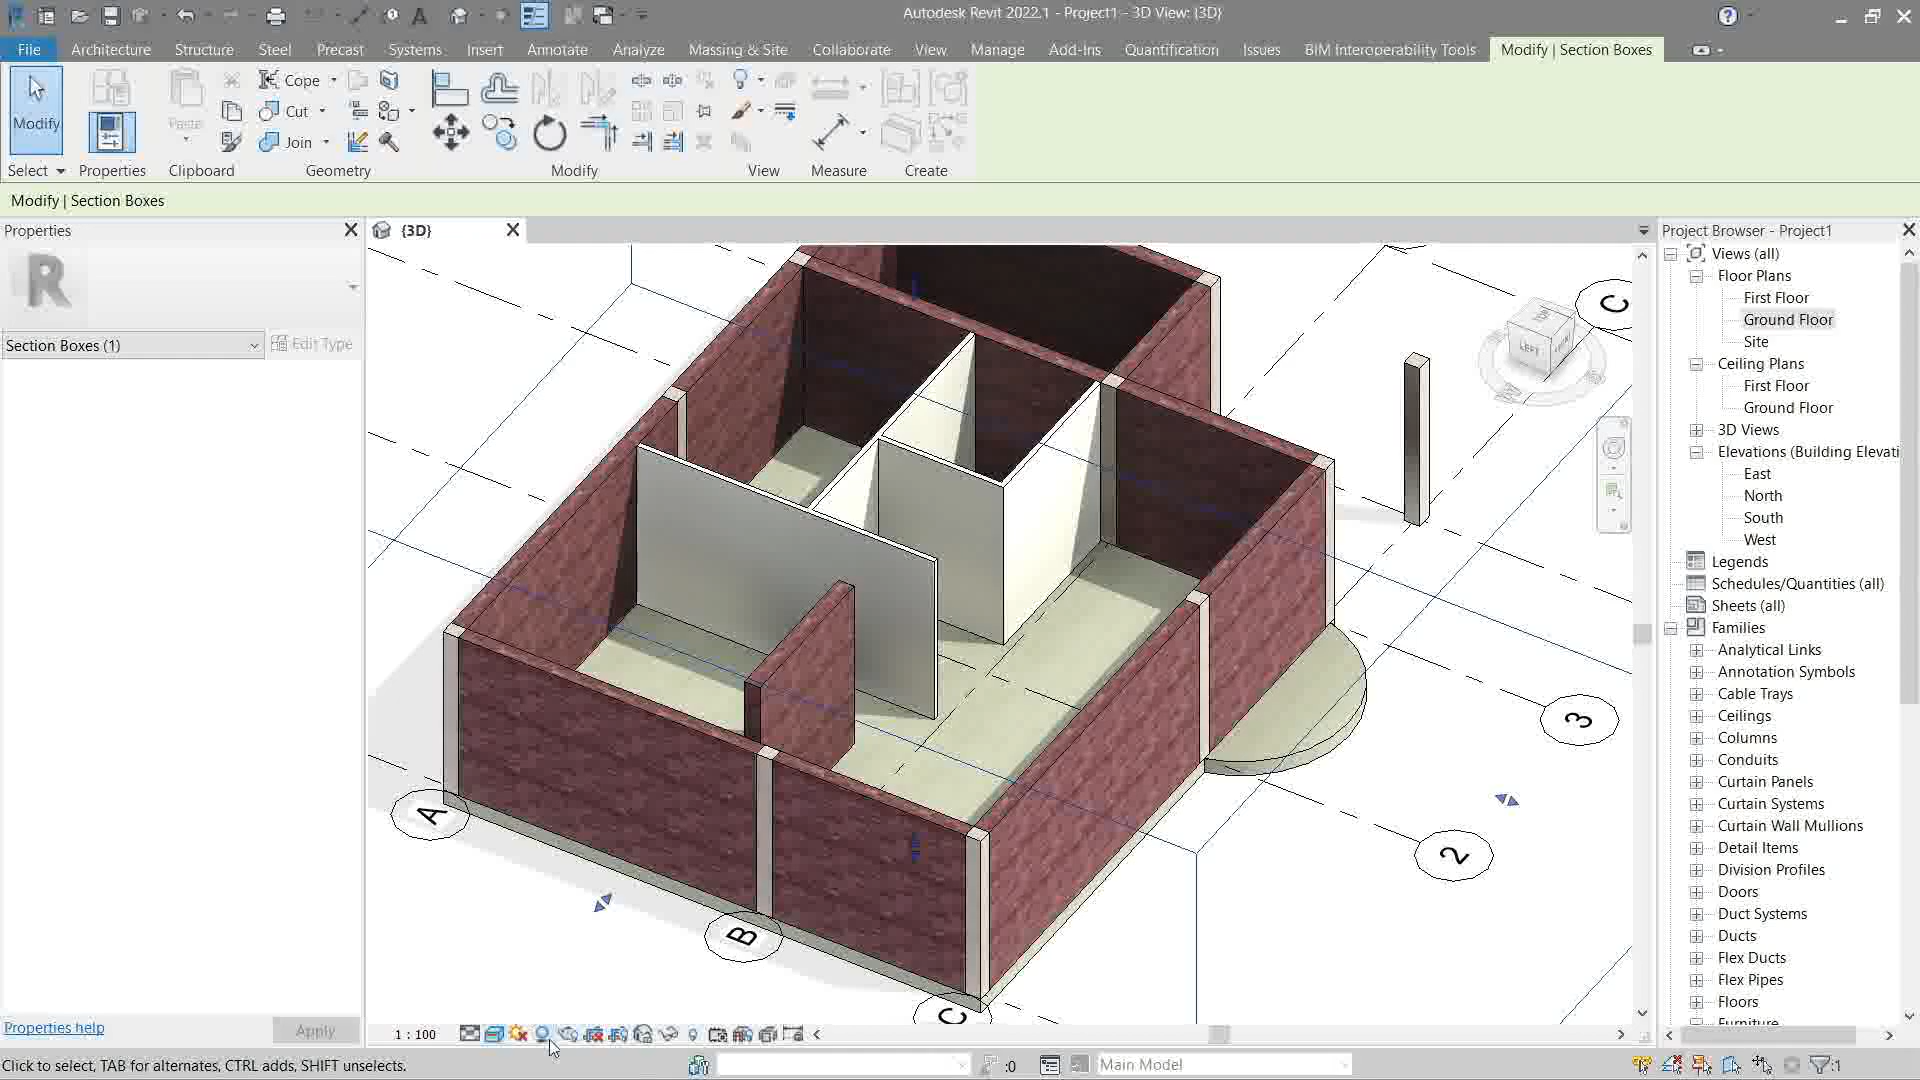 Autodesk Revit 2022.1 - Project1 - 3D View: {3D}
File Architecture Structure Steel Precast Systems Insert Annotate Analyze Massing & Site Collaborate View Manage Add-Ins Quantification Issues BIM Interoperability Tools Modify | Section Boxes
Modify
Paste
Cope
Cut
Join
Select Properties Clipboard Geometry Modify View Measure Create
Modify | Section Boxes
Properties
R
Section Boxes (1)
Edit Type
Properties help
Apply
{3D}
LEFT
C
3
2
A
B
C
1 : 100
Project Browser - Project1
Views (all)
Floor Plans
First Floor
Ground Floor
Site
Ceiling Plans
First Floor
Ground Floor
3D Views
Elevations (Building Elevati
East
North
South
West
Legends
Schedules/Quantities (all)
Sheets (all)
Families
Analytical Links
Annotation Symbols
Cable Trays
Ceilings
Columns
Conduits
Curtain Panels
Curtain Systems
Curtain Wall Mullions
Detail Items
Division Profiles
Doors
Duct Systems
Ducts
Flex Ducts
Flex Pipes
Floors
Furniture
Click to select, TAB for alternates, CTRL adds, SHIFT unselects.
:0
Main Model
:1